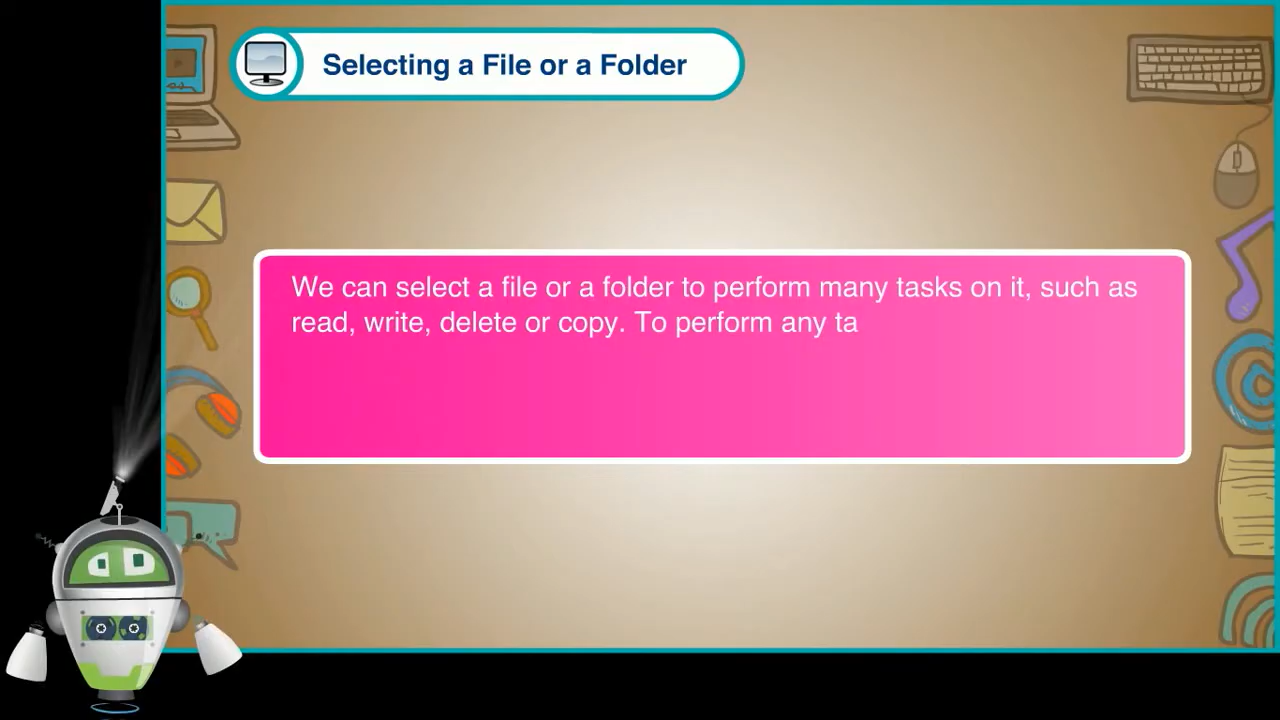 Selecting a File or a Folder
We can select a file or a folder to perform many tasks on it, such as
read, write, delete or copy. To perform any ta